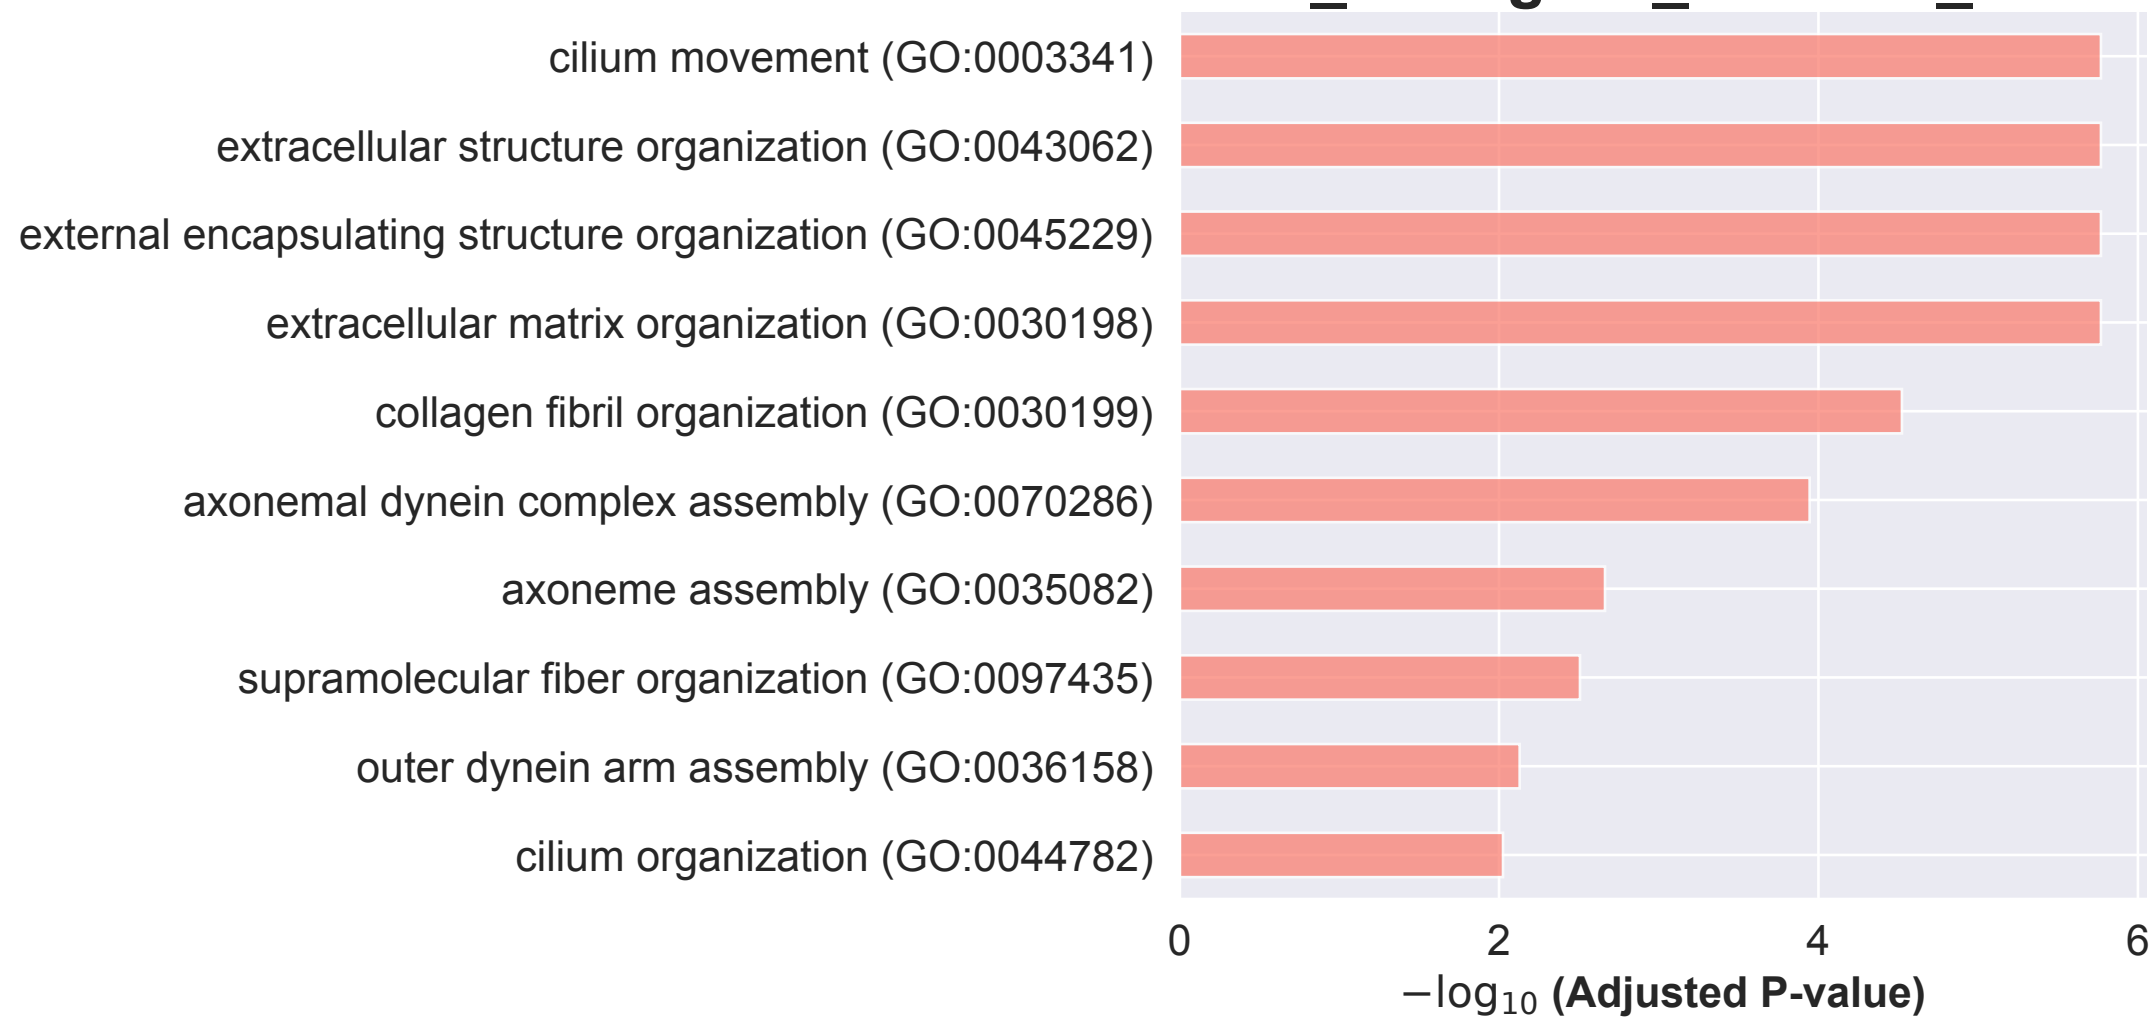 cilium movement (GO:0003341)
extracellular structure organization (GO:0043062)
external encapsulating structure organization (GO:0045229)
extracellular matrix organization (GO:0030198)
collagen fibril organization (GO:0030199)
axonemal dynein complex assembly (GO:0070286)
axoneme assembly (GO:0035082)
supramolecular fiber organization (GO:0097435)
outer dynein arm assembly (GO:0036158)
cilium organization (GO:0044782)
0 2 4 6
−log₁₀ (Adjusted P-value)